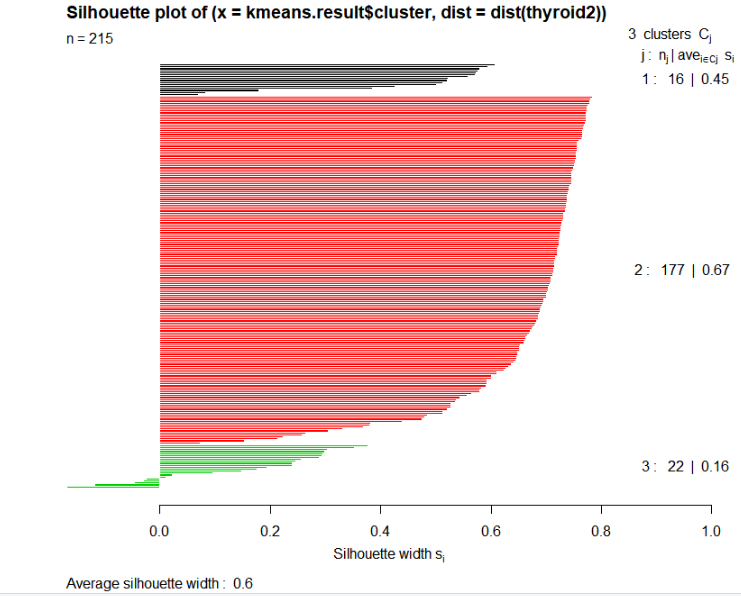 Silhouette plot of (x = kmeans.result$cluster, dist = dist(thyroid2))
n = 215
3 clusters Cj
j : nj | avei∈Cj si
1 : 16 | 0.45
2 : 177 | 0.67
3 : 22 | 0.16
0.0 0.2 0.4 0.6 0.8 1.0
Silhouette width si
Average silhouette width : 0.6